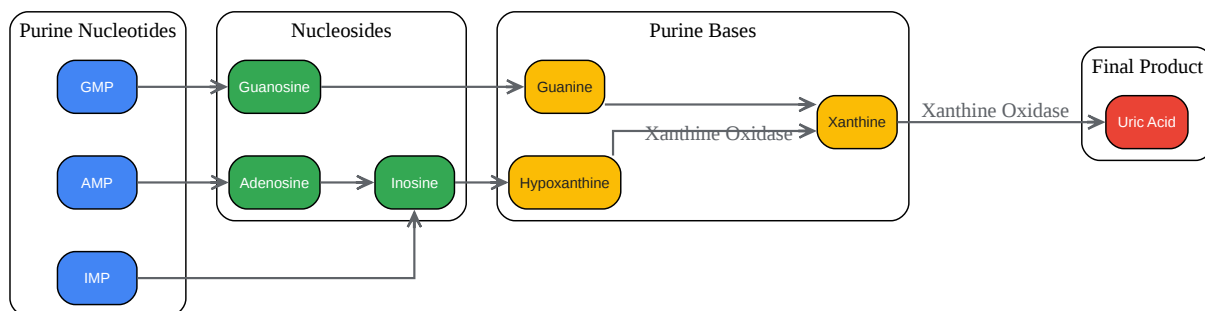 Purine Nucleotides
Nucleosides
Purine Bases
Final Product
GMP
Guanosine
Guanine
Xanthine
Xanthine Oxidase
Uric Acid
Xanthine Oxidase
AMP
Adenosine
Inosine
Hypoxanthine
IMP